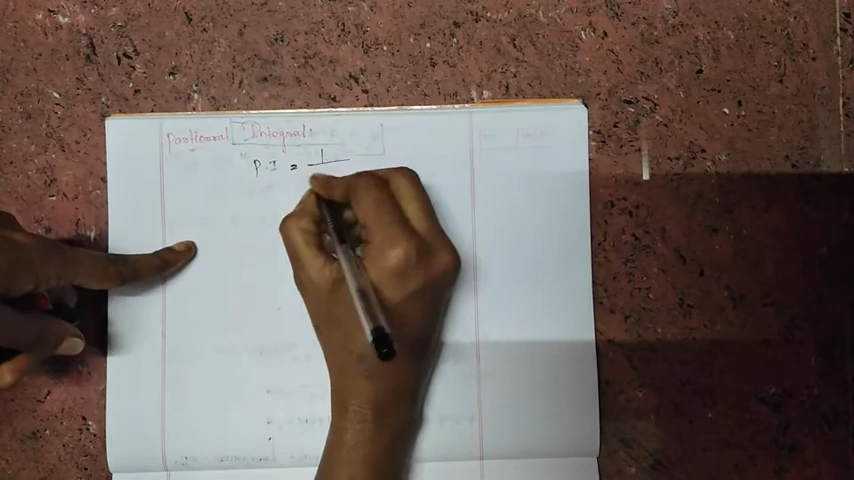 Particular Integral
P.I = 1